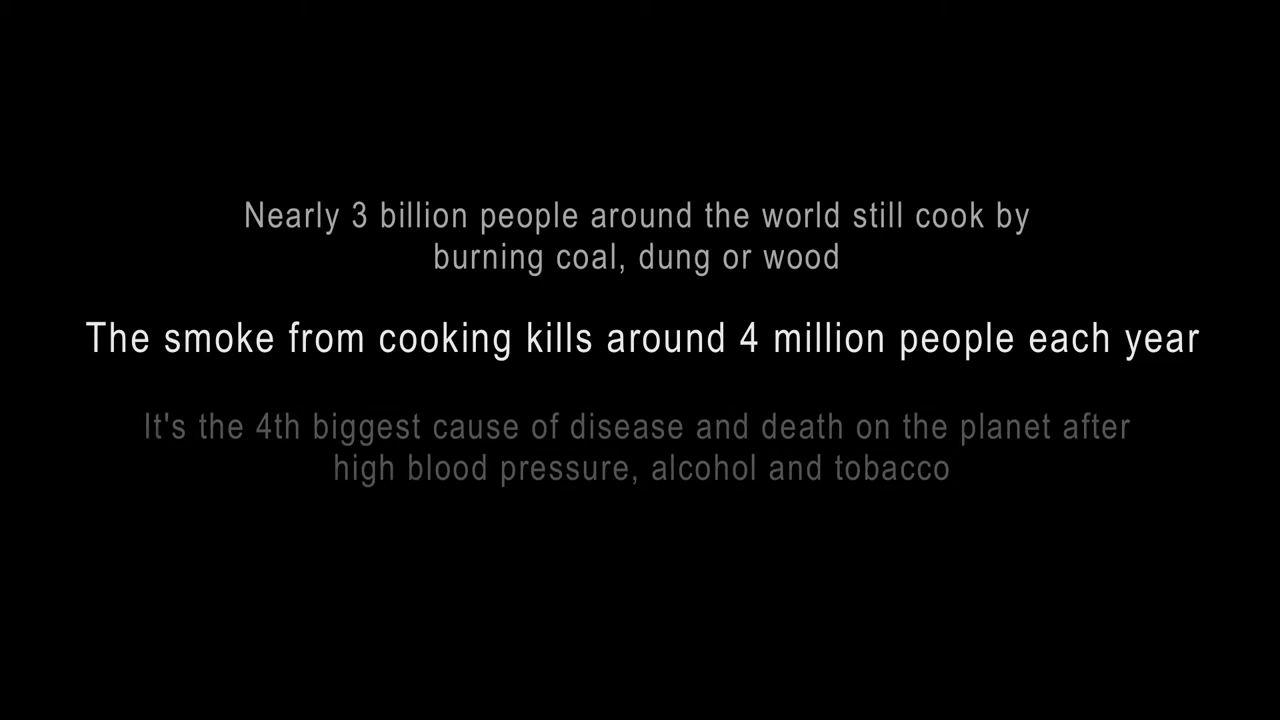 Nearly 3 billion people around the world still cook by
burning coal, dung or wood
The smoke from cooking kills around 4 million people each year
It's the 4th biggest cause of disease and death on the planet after
high blood pressure, alcohol and tobacco